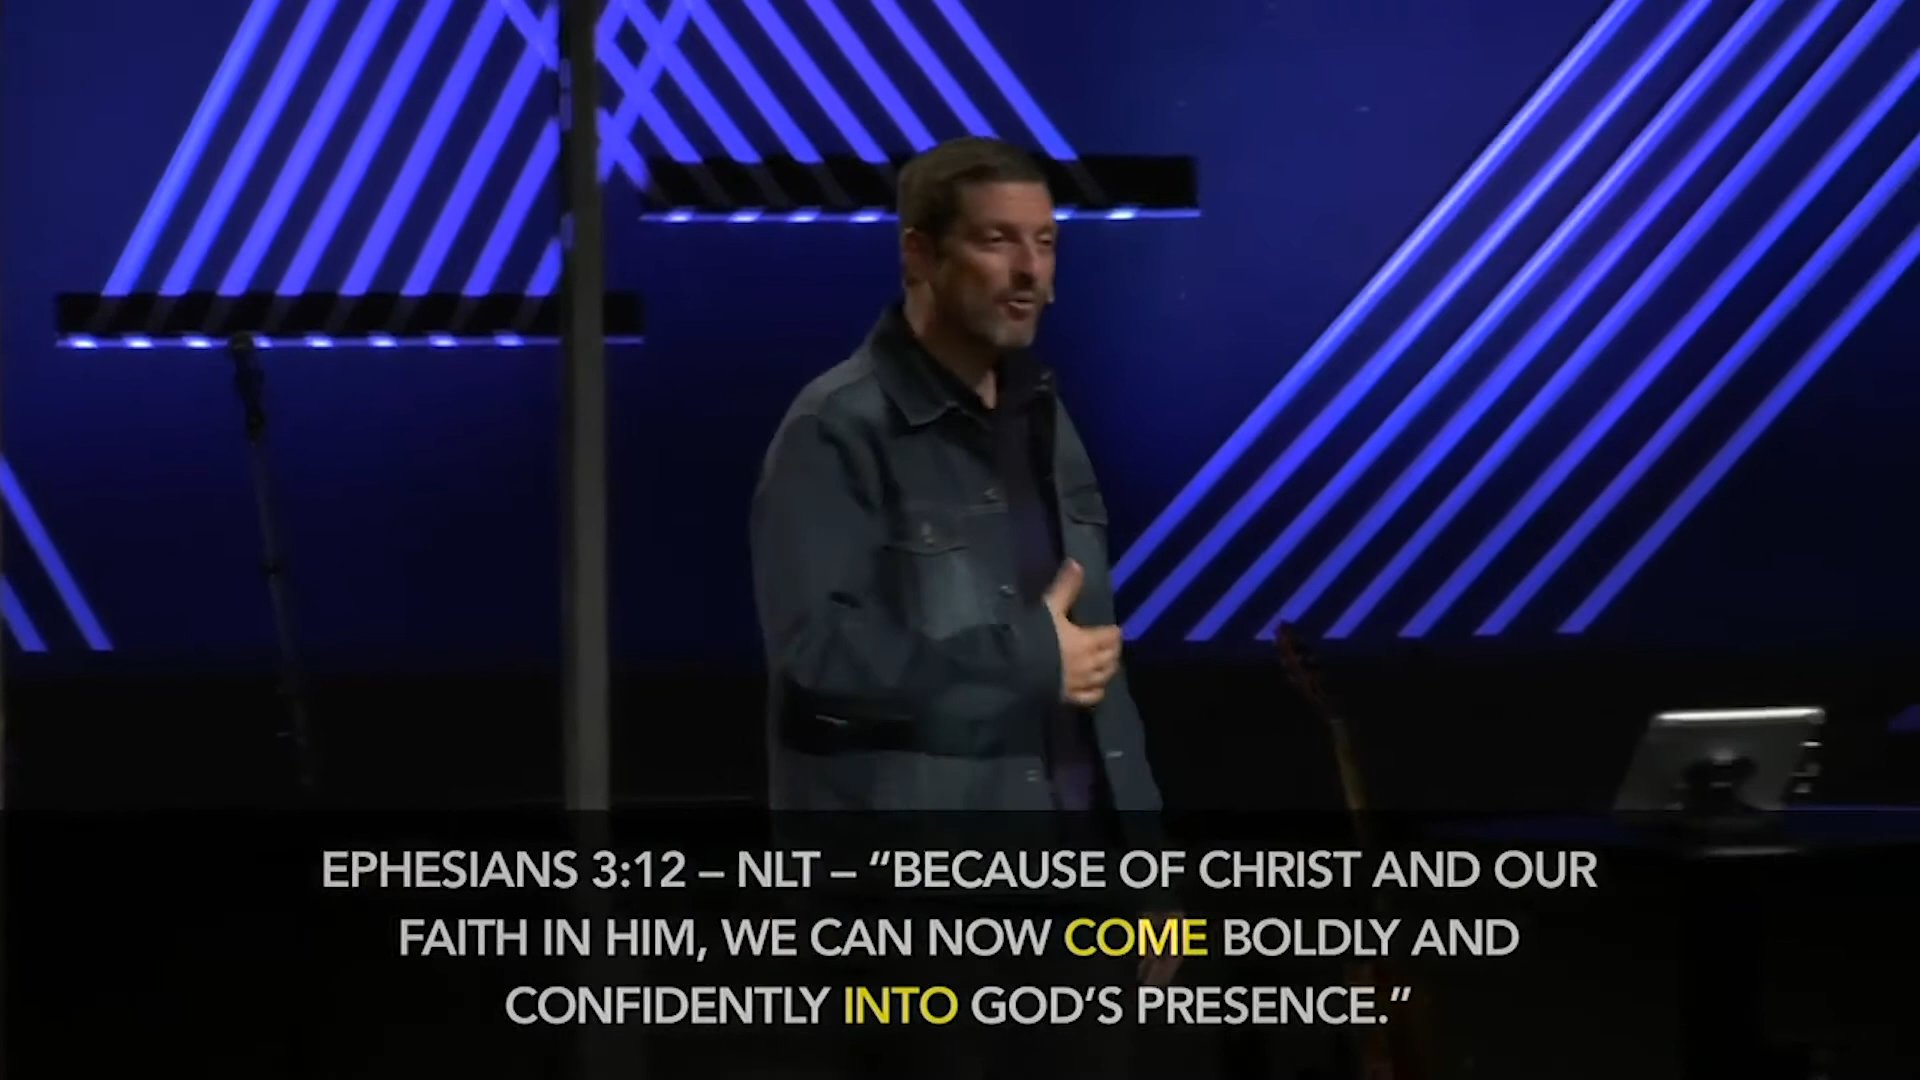 EPHESIANS 3:12 – NLT – “BECAUSE OF CHRIST AND OUR
FAITH IN HIM, WE CAN NOW COME BOLDLY AND
CONFIDENTLY INTO GOD’S PRESENCE.”